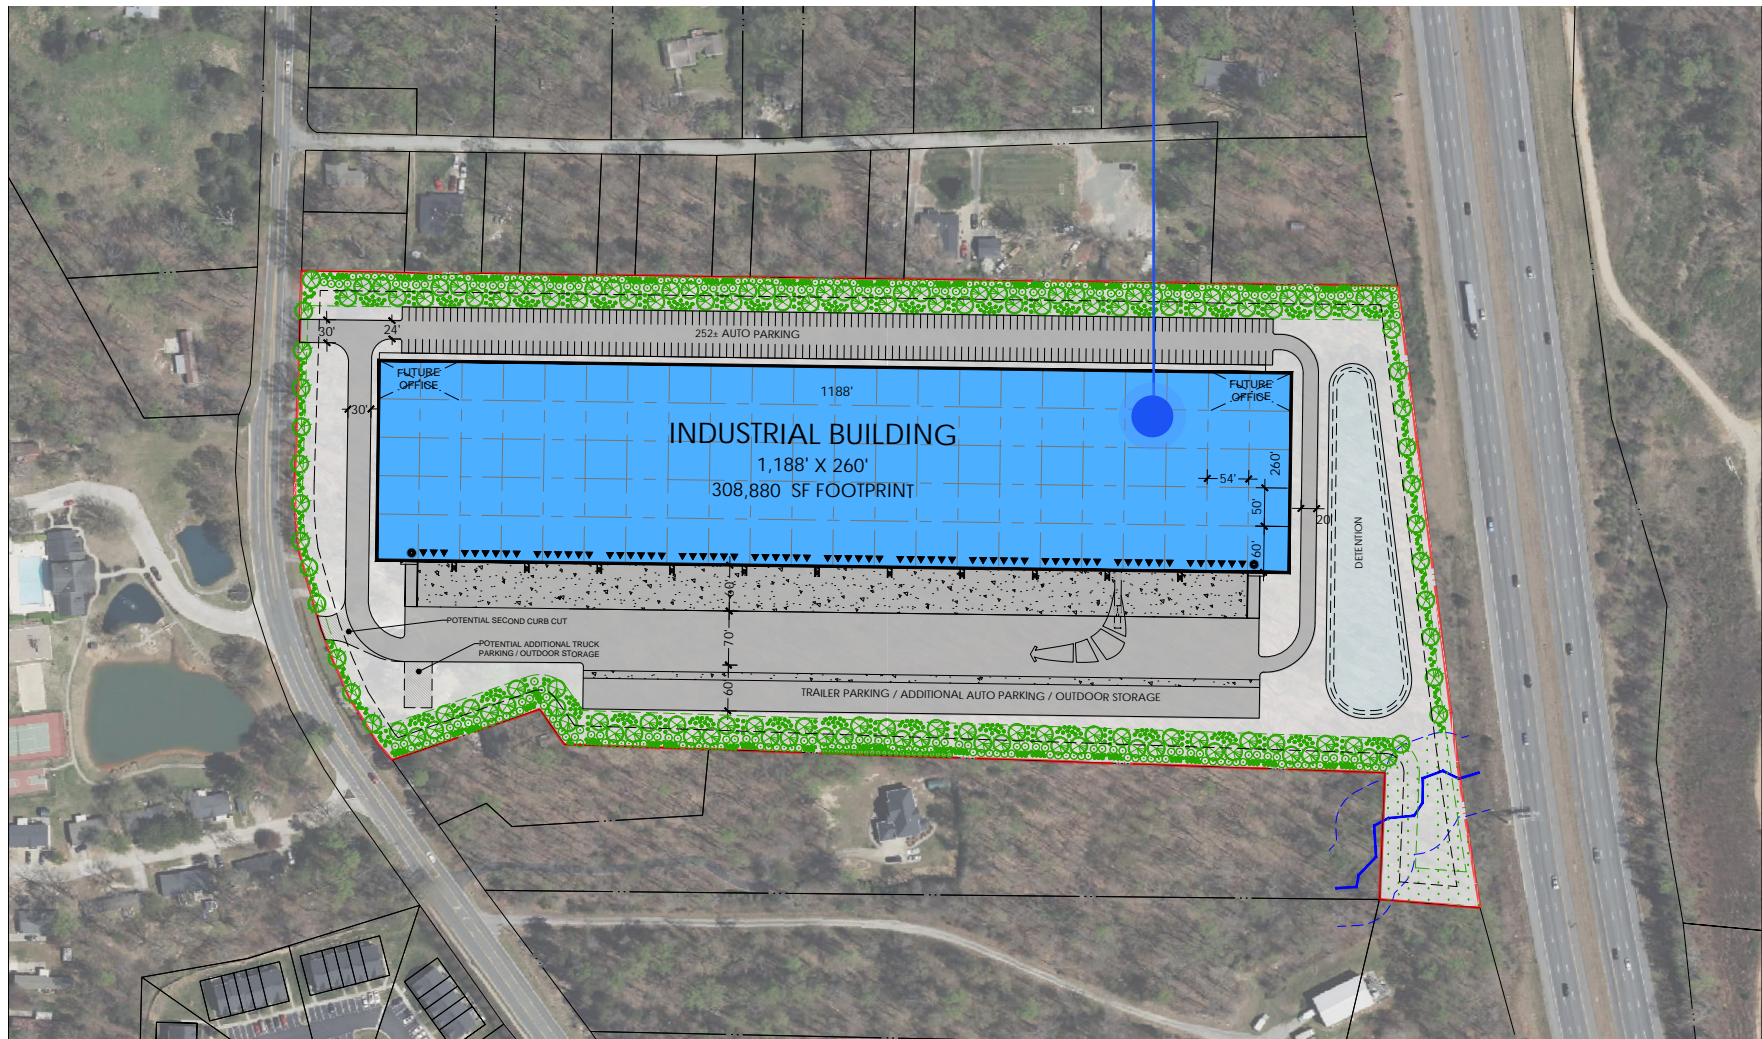 30'
24'
252± AUTO PARKING
FUTURE
OFFICE
1188'
FUTURE
OFFICE
30'
INDUSTRIAL BUILDING
1,188' X 260'
308,880 SF FOOTPRINT
260'
54'
50'
20'
60'
DETENTION
60'
POTENTIAL SECOND CURB CUT
POTENTIAL ADDITIONAL TRUCK
PARKING / OUTDOOR STORAGE
70'
60'
TRAILER PARKING / ADDITIONAL AUTO PARKING / OUTDOOR STORAGE